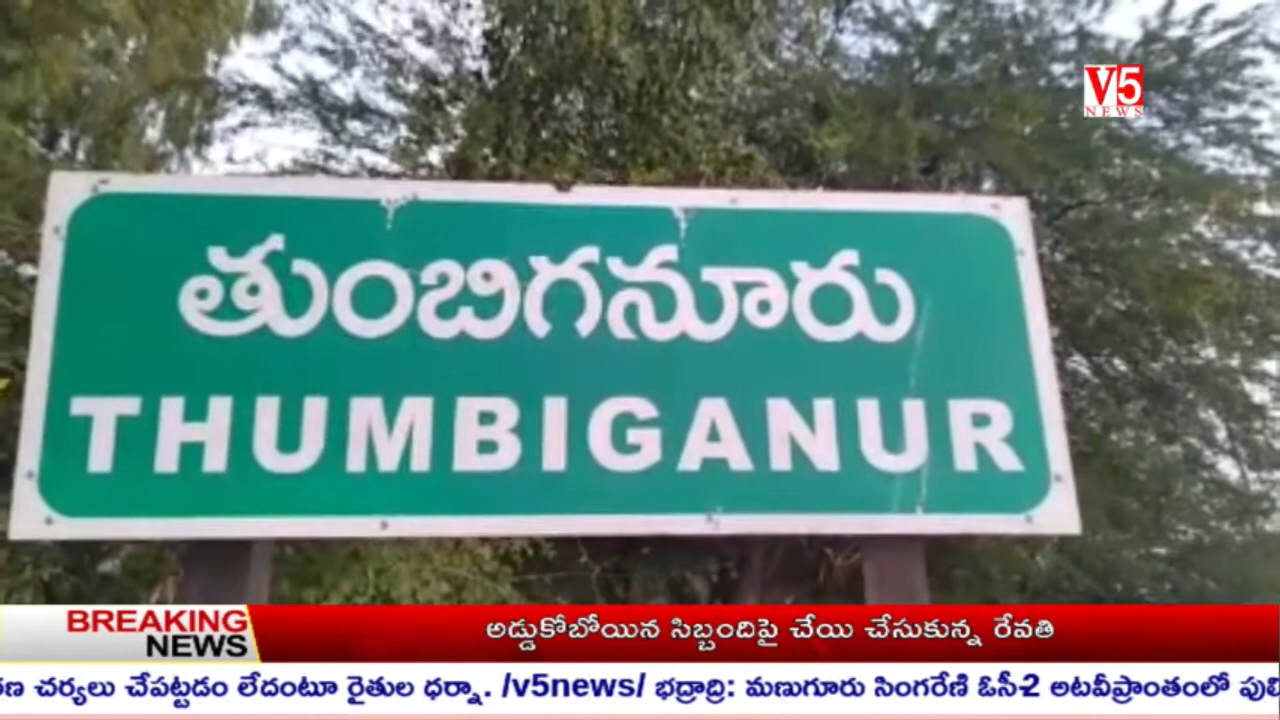 V5
NEWS
తుంబిగనూరు
THUMBIGANUR
BREAKING
NEWS
అడ్డుకోబోయిన సిబ్బందిపై చేయి చేసుకున్న రేవతి
చర్యలు చేపట్టడం లేదంటూ రైతుల ధర్నా. /v5news/ భద్రాద్రి: మణుగూరు సింగరేణి ఓసీ-2 అటవీప్రాంతంలో